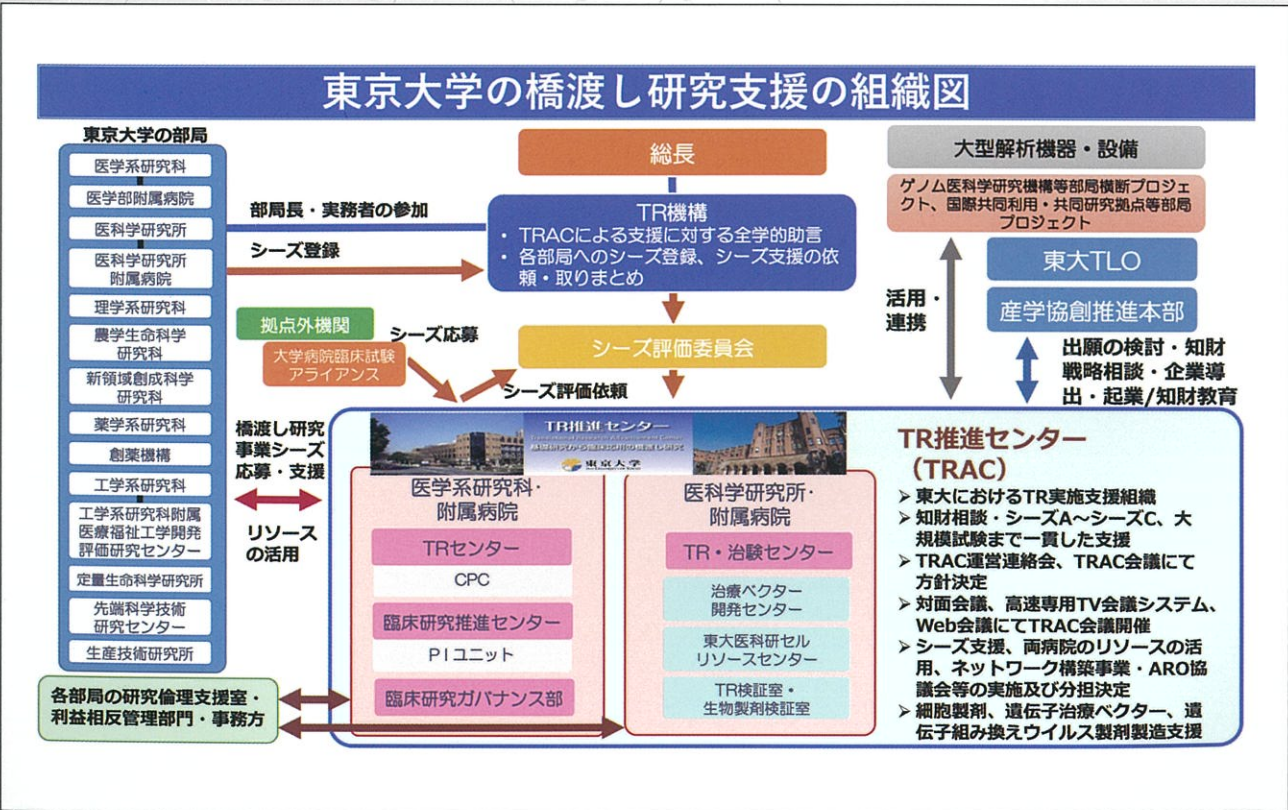 東京大学の橋渡し研究支援の組織図
東京大学の部局
医学系研究科
医学部附属病院
医科学研究所
医科学研究所
附属病院
理学系研究科
農学生命科学
研究科
新領域創成科学
研究科
薬学系研究科
創薬機構
工学系研究科
工学系研究科附属
医療福祉工学開発
評価研究センター
定量生命科学研究所
先端科学技術
研究センター
生産技術研究所
各部局の研究倫理支援室・
利益相反管理部門・事務方
部局長・実務者の参加
シーズ登録
総長
TR機構
・ TRACによる支援に対する全学的助言
・ 各部局へのシーズ登録、シーズ支援の依
頼・取りまとめ
拠点外機関
大学病院臨床試験
アライアンス
シーズ応募
シーズ評価委員会
シーズ評価依頼
大型解析機器・設備
ゲノム医科学研究機構等部局横断プロジェ
クト、国際共同利用・共同研究拠点等部局
プロジェクト
東大TLO
産学協創推進本部
活用・
連携
出願の検討・知財
戦略相談・企業導
出・起業/知財教育
橋渡し研究
事業シーズ
応募・支援
リソース
の活用
TR推進センター
基礎研究から臨床応用の橋渡し研究
東京大学
医学系研究科・
附属病院
TRセンター
CPC
臨床研究推進センター
PIユニット
臨床研究ガバナンス部
医科学研究所・
附属病院
TR・治験センター
治療ベクター
開発センター
東大医科研セル
リソースセンター
TR検証室・
生物製剤検証室
TR推進センター
（TRAC）
➢ 東大におけるTR実施支援組織
➢ 知財相談・シーズA～シーズC、大
規模試験まで一貫した支援
➢ TRAC運営連絡会、TRAC会議にて
方針決定
➢ 対面会議、高速専用TV会議システム、
Web会議にてTRAC会議開催
➢ シーズ支援、両病院のリソースの活
用、ネットワーク構築事業・ARO協
議会等の実施及び分担決定
➢ 細胞製剤、遺伝子治療ベクター、遺
伝子組み換えウイルス製剤製造支援